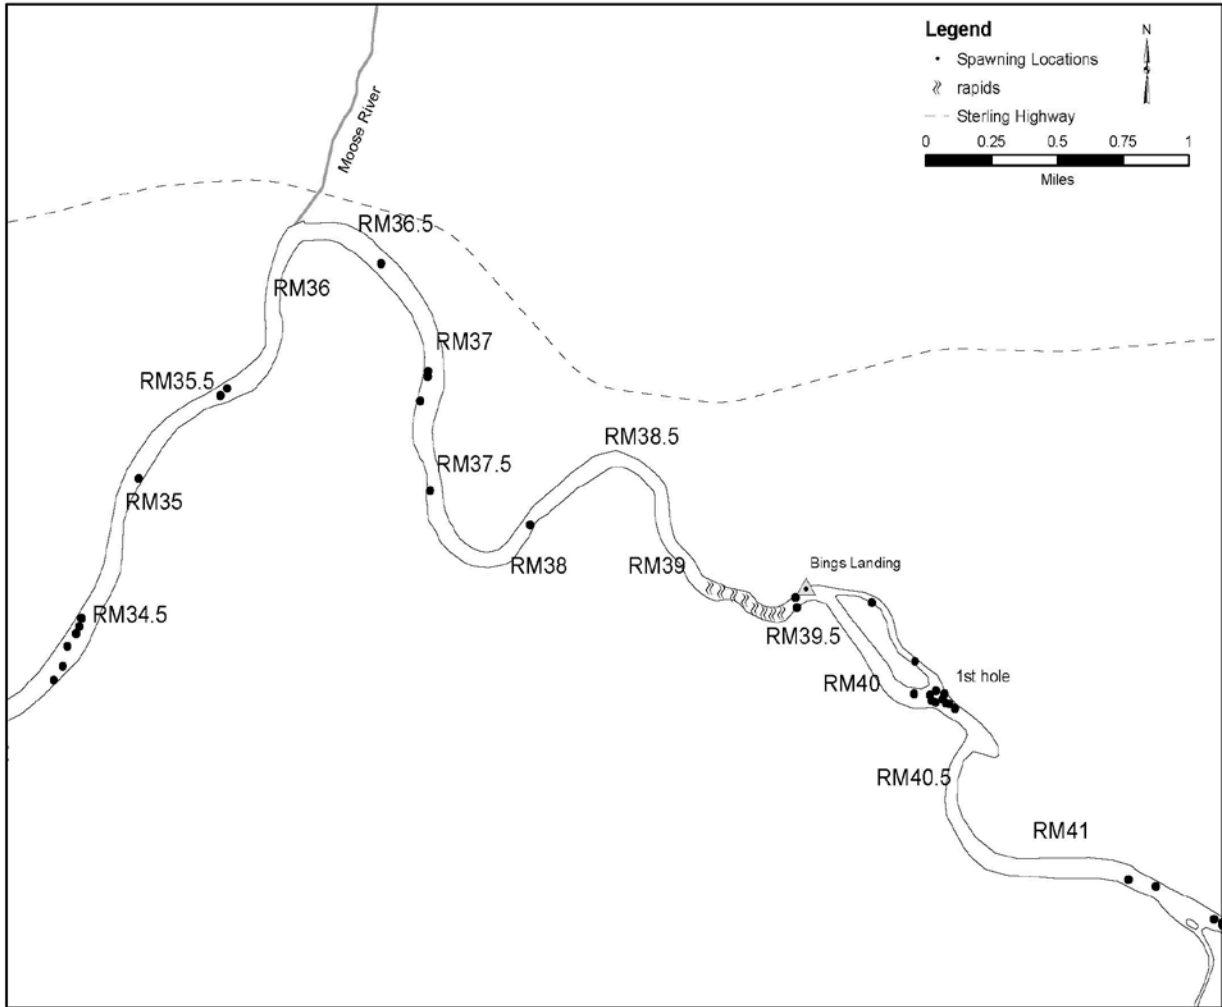 Legend
N
Spawning Locations
rapids
Sterling Highway
0 0.25 0.5 0.75 1
Miles
Moose River
RM36.5
RM36
RM37
RM35.5
RM38.5
RM37.5
RM35
RM38
RM39
Bings Landing
RM34.5
RM39.5
1st hole
RM40
RM40.5
RM41